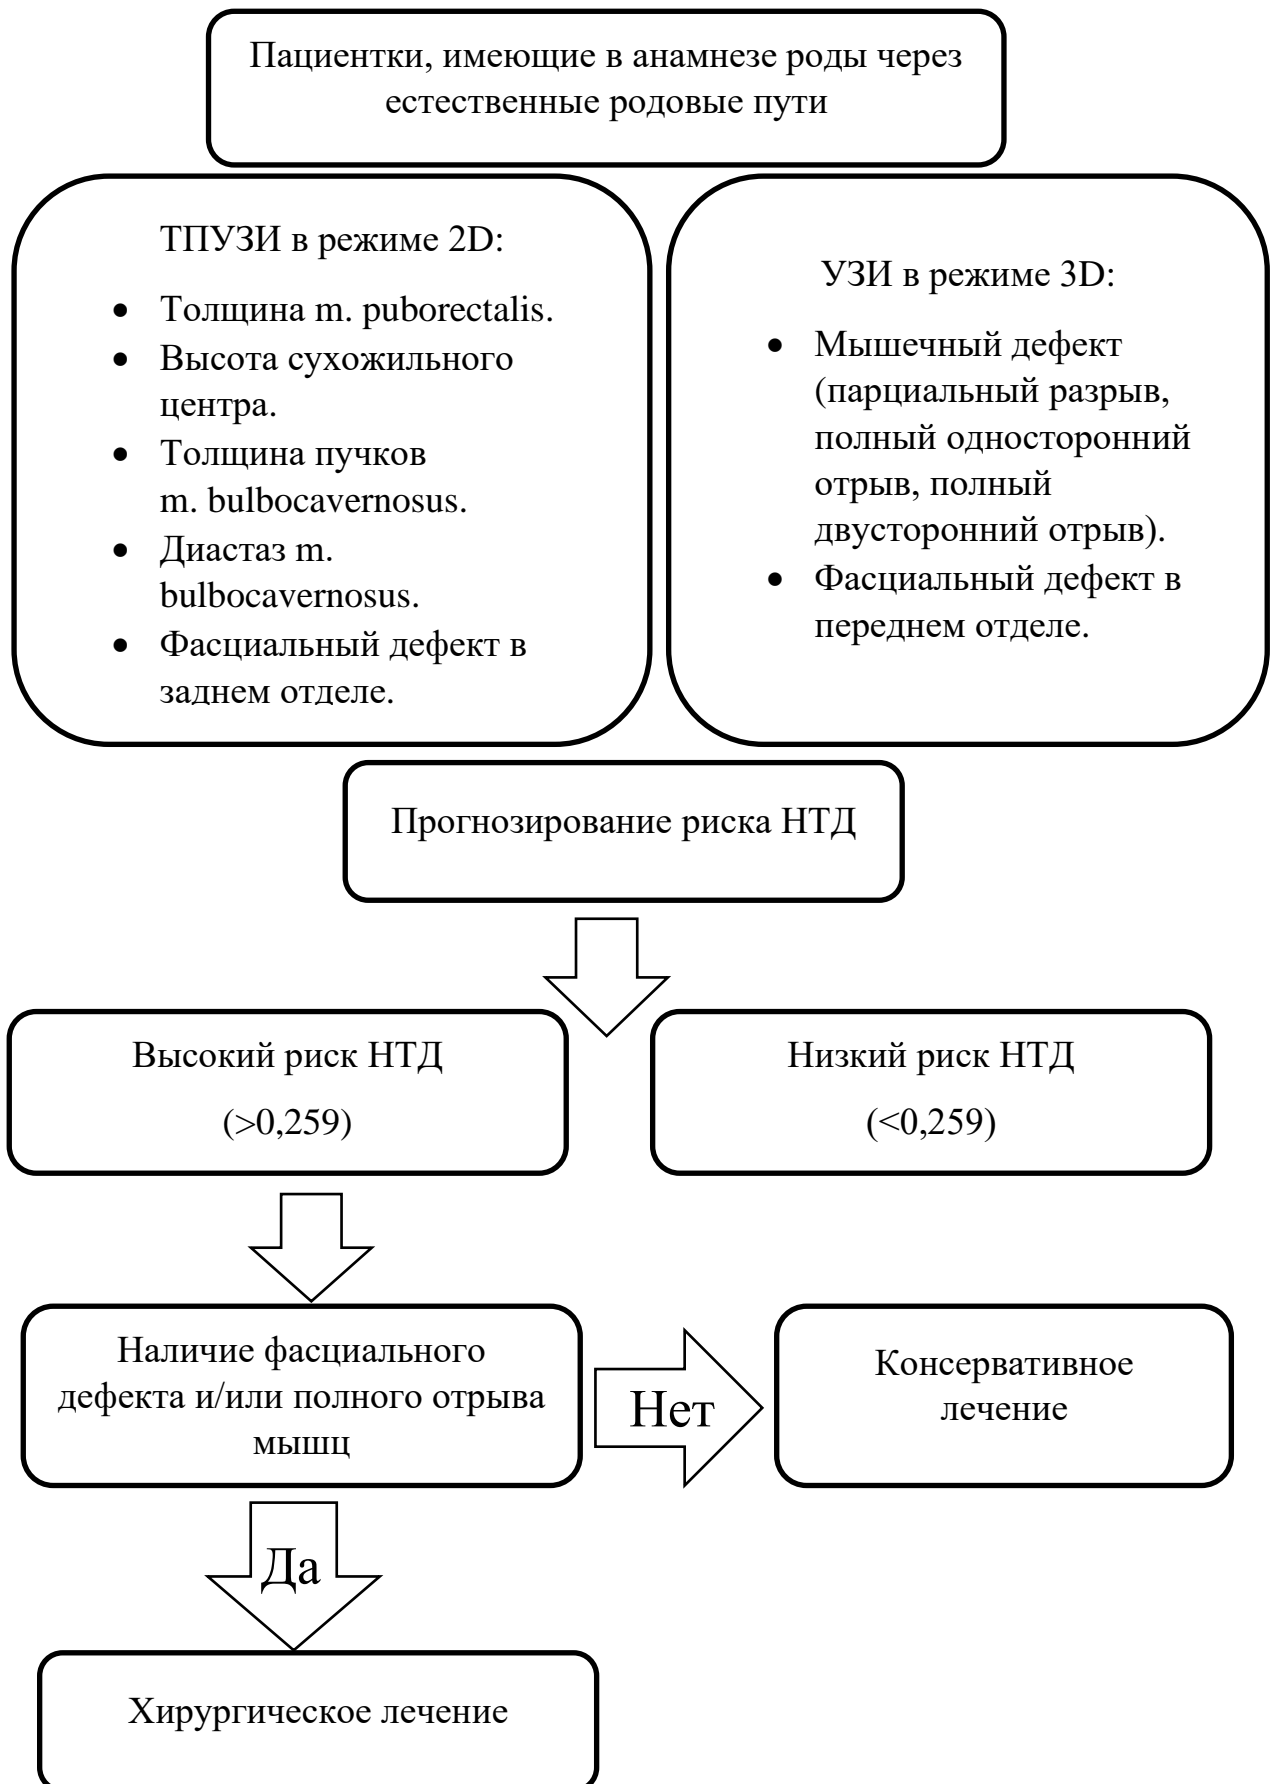 Пациентки, имеющие в анамнезе роды через
естественные родовые пути
ТПУЗИ в режиме 2D:
• Толщина m. puborectalis.
• Высота сухожильного
центра.
• Толщина пучков
m. bulbocavernosus.
• Диастаз m.
bulbocavernosus.
• Фасциальный дефект в
заднем отделе.
УЗИ в режиме 3D:
• Мышечный дефект
(парциальный разрыв,
полный односторонний
отрыв, полный
двусторонний отрыв).
• Фасциальный дефект в
переднем отделе.
Прогнозирование риска НТД
Высокий риск НТД
(>0,259)
Низкий риск НТД
(<0,259)
Наличие фасциального
дефекта и/или полного отрыва
мышц
Нет
Консервативное
лечение
Да
Хирургическое лечение